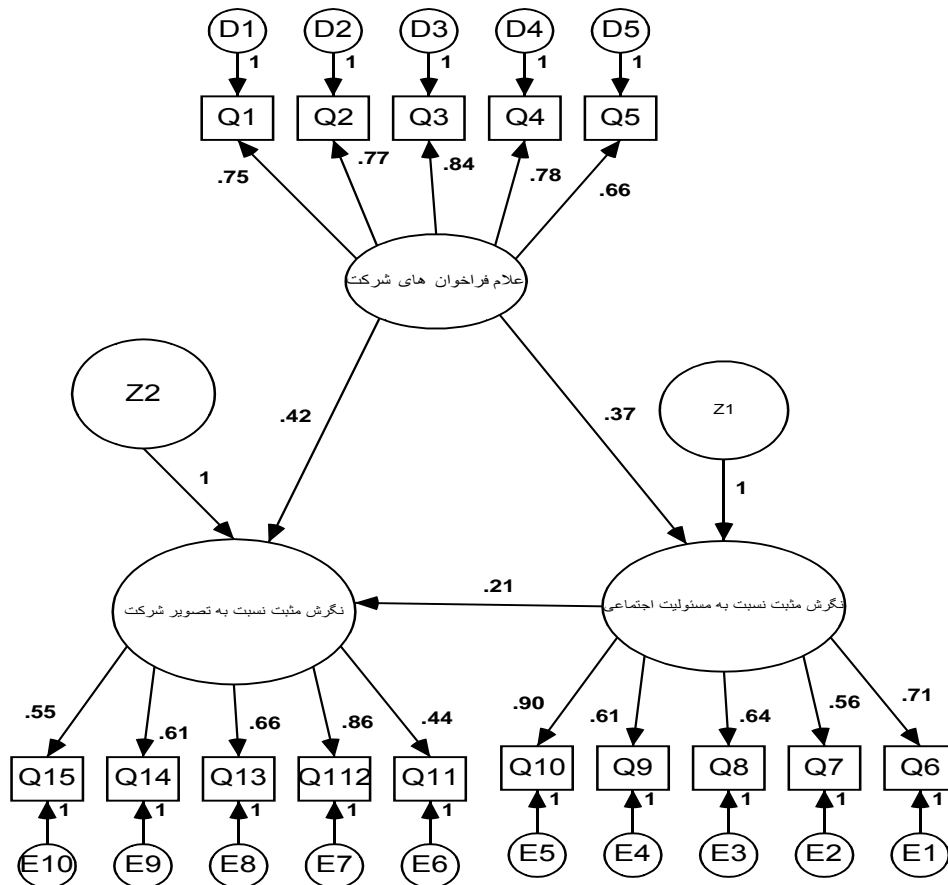 D1 D2 D3 D4 D5
1 1 1 1 1
Q1 Q2 Q3 Q4 Q5
.75 .77 .84 .78 .66
علام فراخوان های شرکت
Z2 Z1
.42 .37
1 1
.21
نگرش مثبت نسبت به تصویر شرکت
نگرش مثبت نسبت به مسئولیت اجتماعی
.55 .61 .66 .86 .44
.90 .61 .64 .56 .71
Q15 Q14 Q13 Q112 Q11 Q10 Q9 Q8 Q7 Q6
1 1 1 1 1 1 1 1 1 1
E10 E9 E8 E7 E6 E5 E4 E3 E2 E1